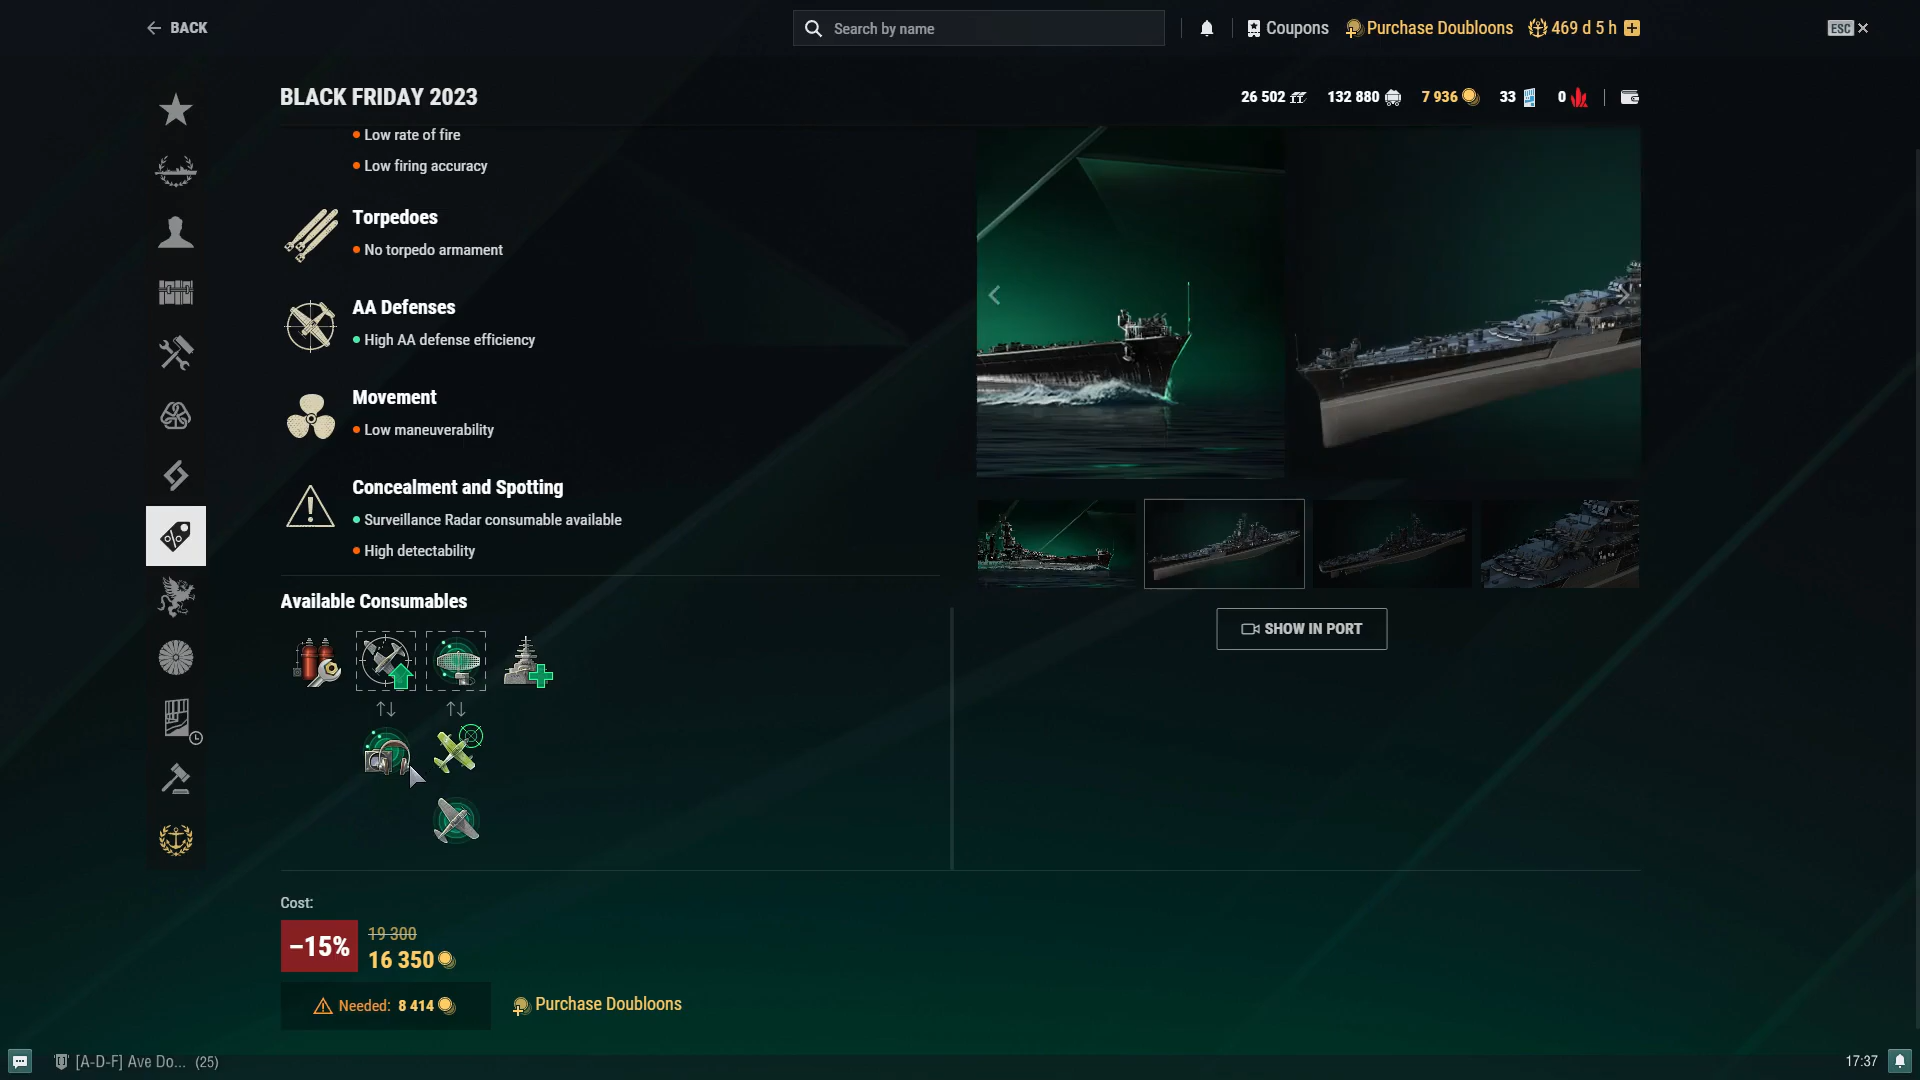 BACK
Search by name
Coupons
Purchase Doubloons
469 d 5 h
ESC
BLACK FRIDAY 2023
26 502
132 880
7 936
33
0
Low rate of fire
Low firing accuracy
Torpedoes
No torpedo armament
AA Defenses
High AA defense efficiency
Movement
Low maneuverability
Concealment and Spotting
Surveillance Radar consumable available
High detectability
Available Consumables
SHOW IN PORT
Cost:
–15%
19 300
16 350
Needed: 8 414
Purchase Doubloons
[A-D-F] Ave Do... (25)
17:37